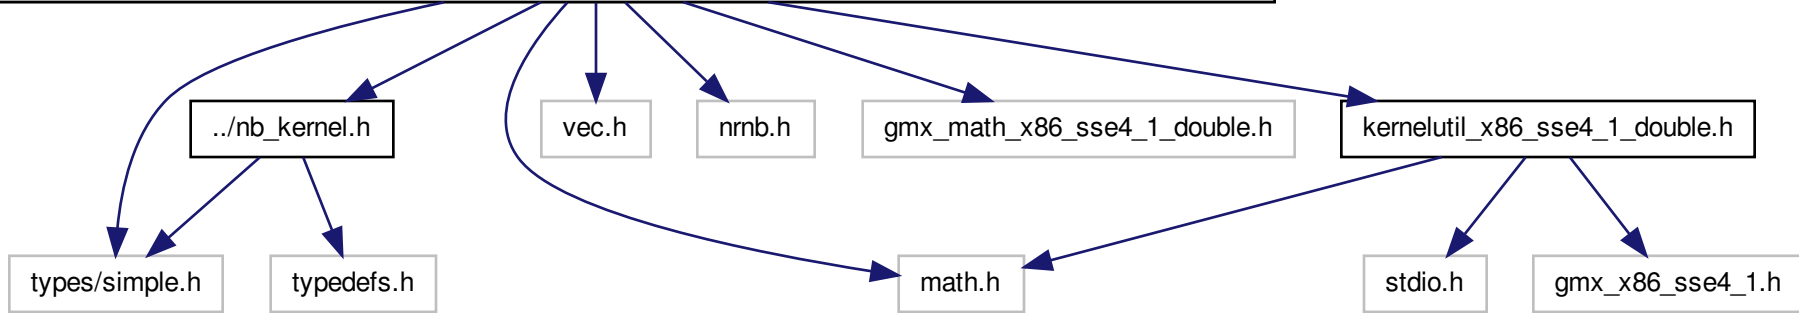 ../nb_kernel.h
vec.h
nrnb.h
gmx_math_x86_sse4_1_double.h
kernelutil_x86_sse4_1_double.h
types/simple.h
typedefs.h
math.h
stdio.h
gmx_x86_sse4_1.h